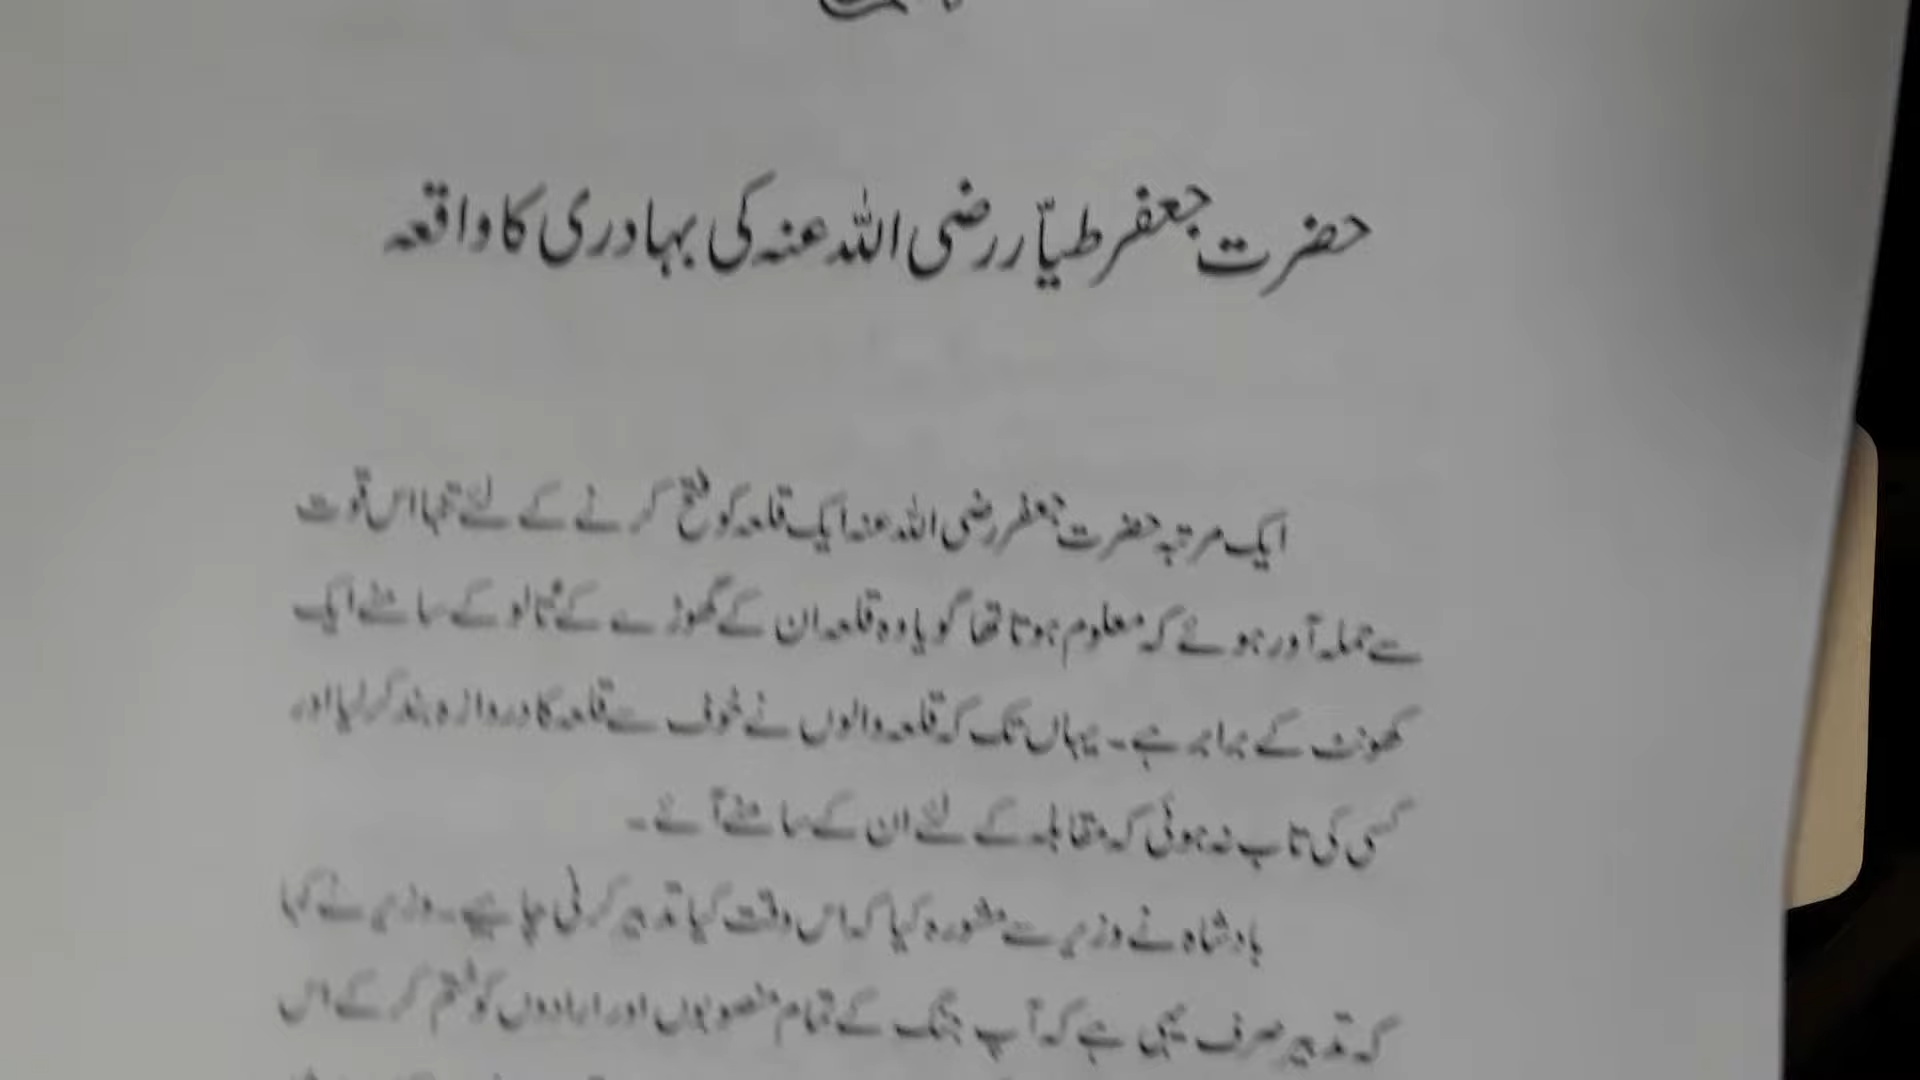 حضرت جعفر طیّار رضی اللہ عنہ کی بہادری کا واقعہ
ایک مرتبہ حضرت جعفر رضی اللہ عنہ ایک قلعہ کو فتح کرنے کے لئے تنہا اس قوت
سے حملہ آور ہوئے کہ معلوم ہوتا تھا گویا وہ قلعہ ان کے گھوڑے کے تالو کے سامنے ایک
گھونٹ کے برابر ہے۔ یہاں تک کہ قلعہ والوں نے خوف سے قلعہ کا دروازہ بند کر لیا اور
کسی کی تاب نہ ہوئی کہ مقابلہ کے لئے ان کے سامنے آئے۔
بادشاہ نے وزیر سے مشورہ کیا کہ اس وقت کیا تدبیر کرنی چاہیے۔ وزیر نے کہا
کہ تدبیر صرف یہی ہے کہ آپ جنگ کے تمام منصوبوں اور ارادوں کو ختم کر کے اس